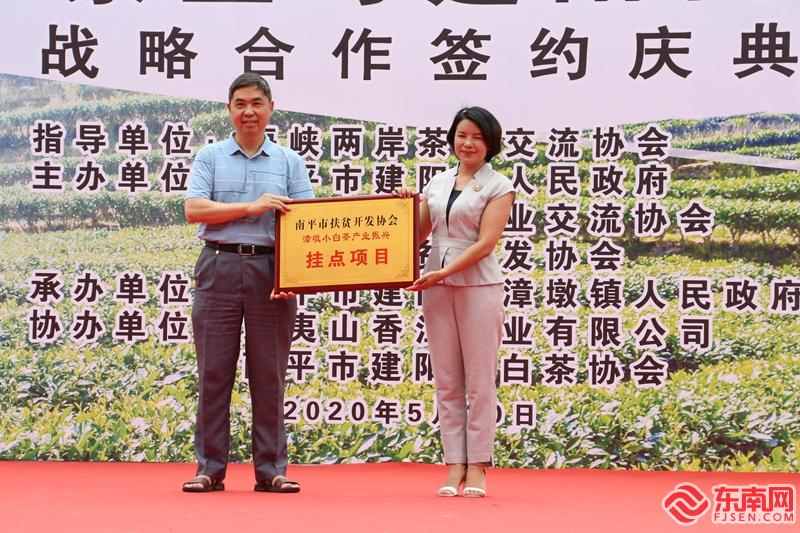 战略合作签约庆典
指导单位 海峡两岸茶 交流协会
主办单位 平市建阳 人民政府
业交流协会
发协会
承办单位 平市建 漳墩镇人民政府
协办单位 夷山香江 业有限公司
平市建阳 白茶协会
2020年5月 0日
南平市扶贫开发协会
漳墩小白茶产业振兴
挂点项目
东南网
FJSEN.COM